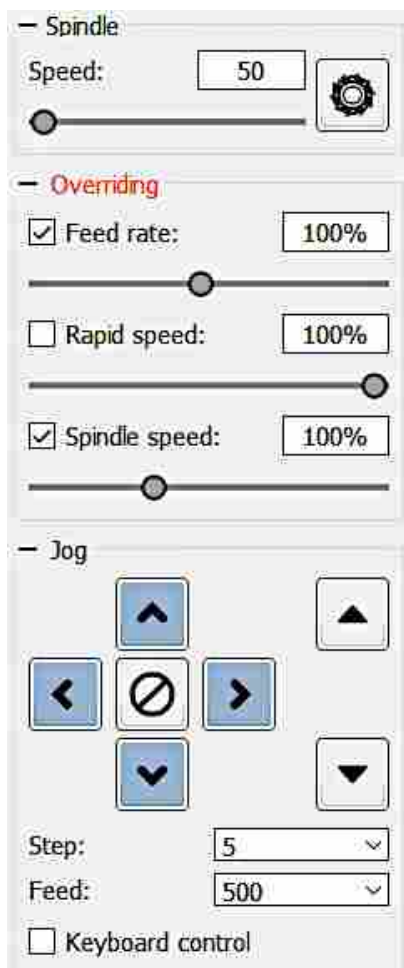 Spindle
Speed: 50
Overriding
Feed rate: 100%
Rapid speed: 100%
Spindle speed: 100%
Jog
Step: 5
Feed: 500
Keyboard control